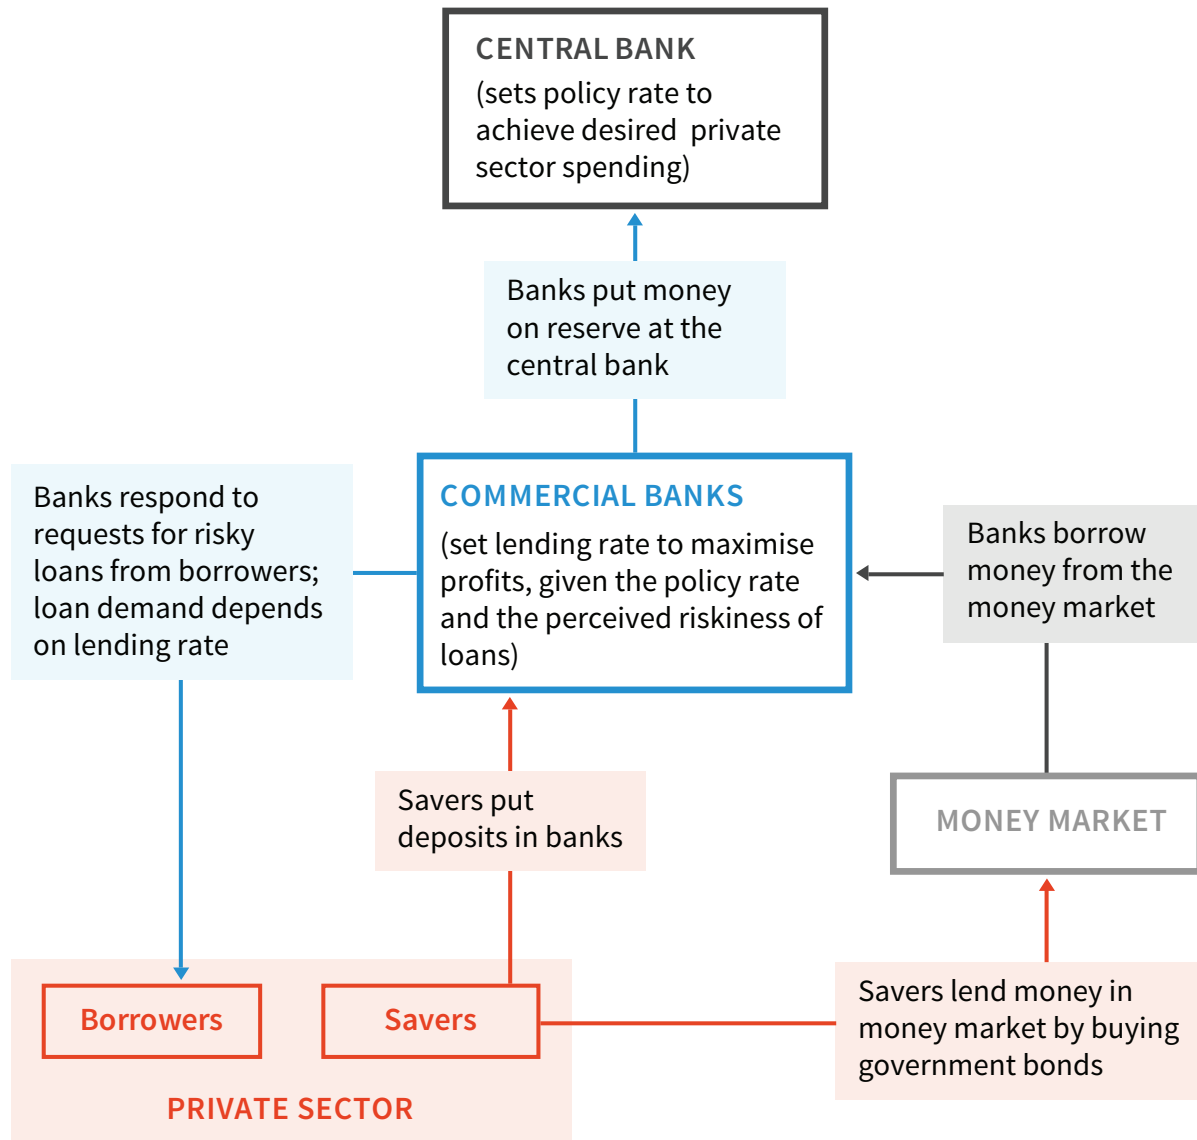 CENTRAL BANK
(sets policy rate to
achieve desired private
sector spending)
Banks put money
on reserve at the
central bank
Banks respond to
requests for risky
loans from borrowers;
loan demand depends
on lending rate
COMMERCIAL BANKS
(set lending rate to maximise
profits, given the policy rate
and the perceived riskiness of
loans)
Banks borrow
money from the
money market
Savers put
deposits in banks
MONEY MARKET
Borrowers
Savers
Savers lend money in
money market by buying
government bonds
PRIVATE SECTOR